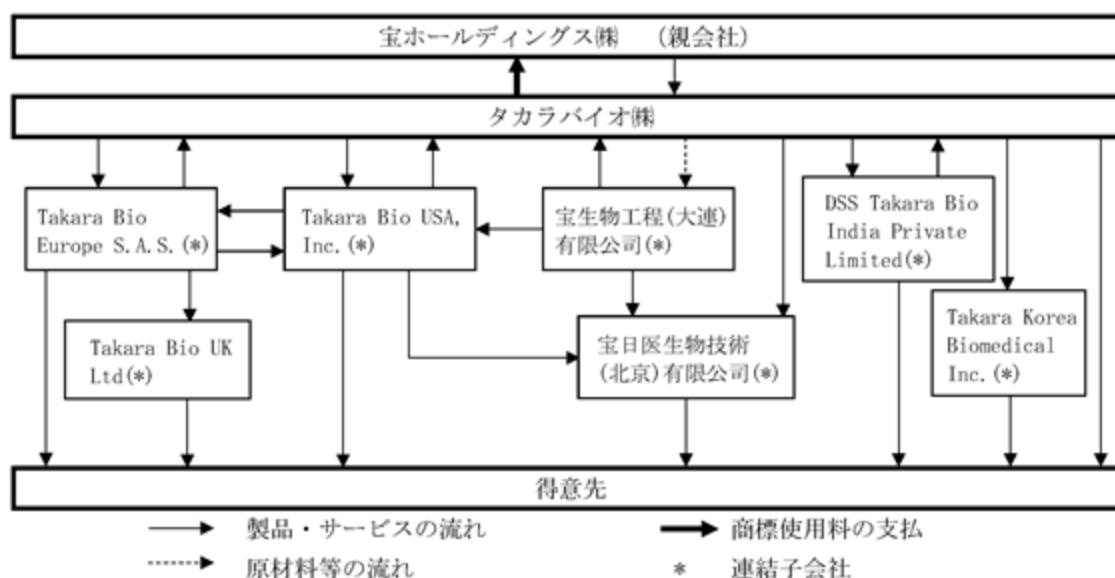 宝ホールディングス㈱　(親会社)
タカラバイオ㈱
Takara Bio
Europe S.A.S.(*)
Takara Bio USA,
Inc.(*)
宝生物工程(大連)
有限公司(*)
DSS Takara Bio
India Private
Limited(*)
Takara Bio UK
Ltd(*)
宝日医生物技術
(北京)有限公司(*)
Takara Korea
Biomedical
Inc.(*)
得意先
製品・サービスの流れ
商標使用料の支払
原材料等の流れ
* 連結子会社